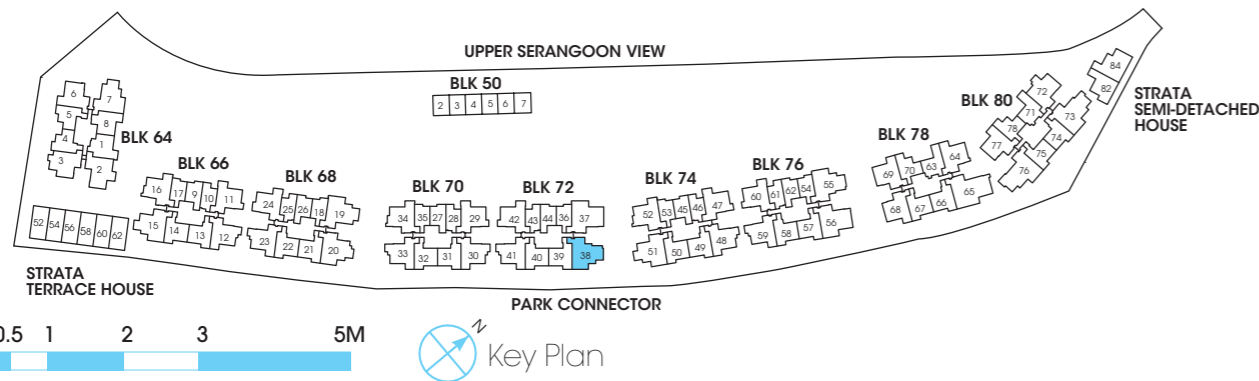 UPPER SERANGOON VIEW
BLK 50
2 3 4 5 6 7
BLK 64
6 7
5 8
4 1
3 2
BLK 66
16 17 9 10 11
15 14 13 12
BLK 68
24 25 26 18 19
23 22 21 20
BLK 70
34 35 27 28 29
33 32 31 30
BLK 72
42 43 44 36 37
41 40 39 38
BLK 74
52 53 45 46 47
51 50 49 48
BLK 76
60 61 62 54 55
59 58 57 56
BLK 78
69 70 63 64
68 67 66 65
BLK 80
72
71 73
78 74
77 75
76
84
82
STRATA
SEMI-DETACHED
HOUSE
52 54 56 58 60 62
STRATA
TERRACE HOUSE
PARK CONNECTOR
0.5 1 2 3 5M
N
Key Plan